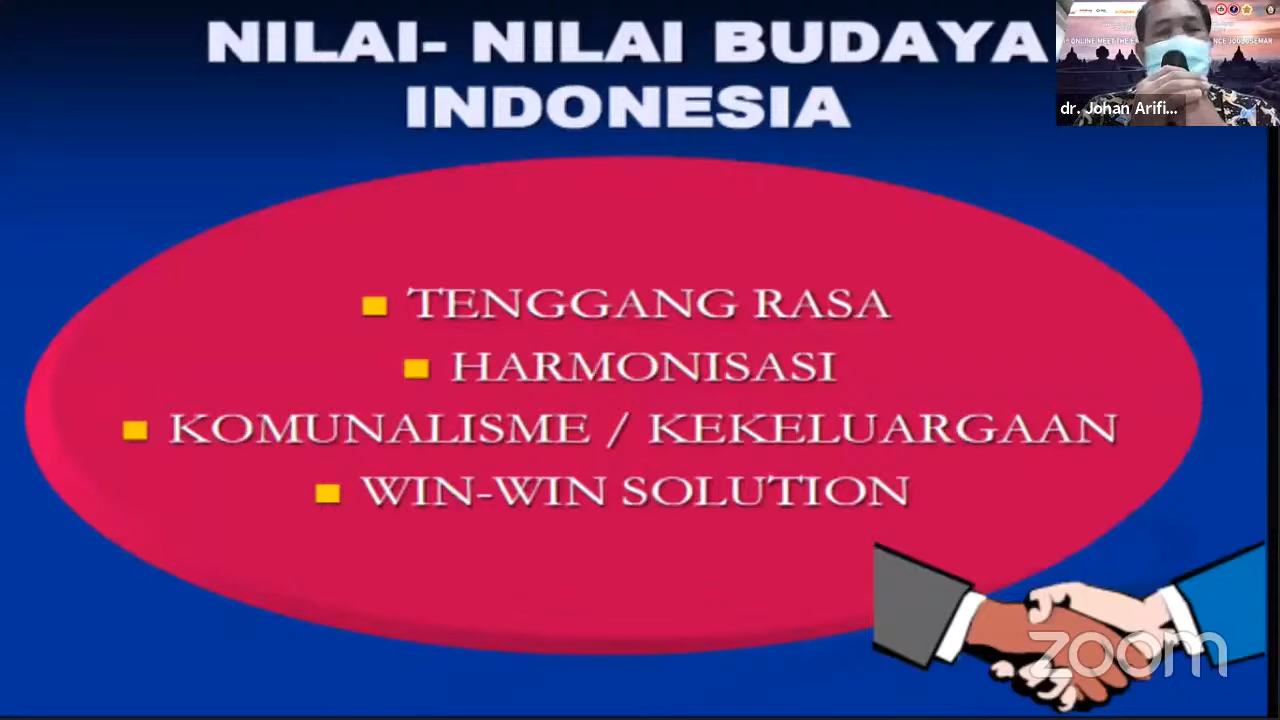 NILAI- NILAI BUDAYA
INDONESIA
TENGGANG RASA
HARMONISASI
KOMUNALISME / KEKELUARGAAN
WIN-WIN SOLUTION
dr. Johan Arifi...
zoom